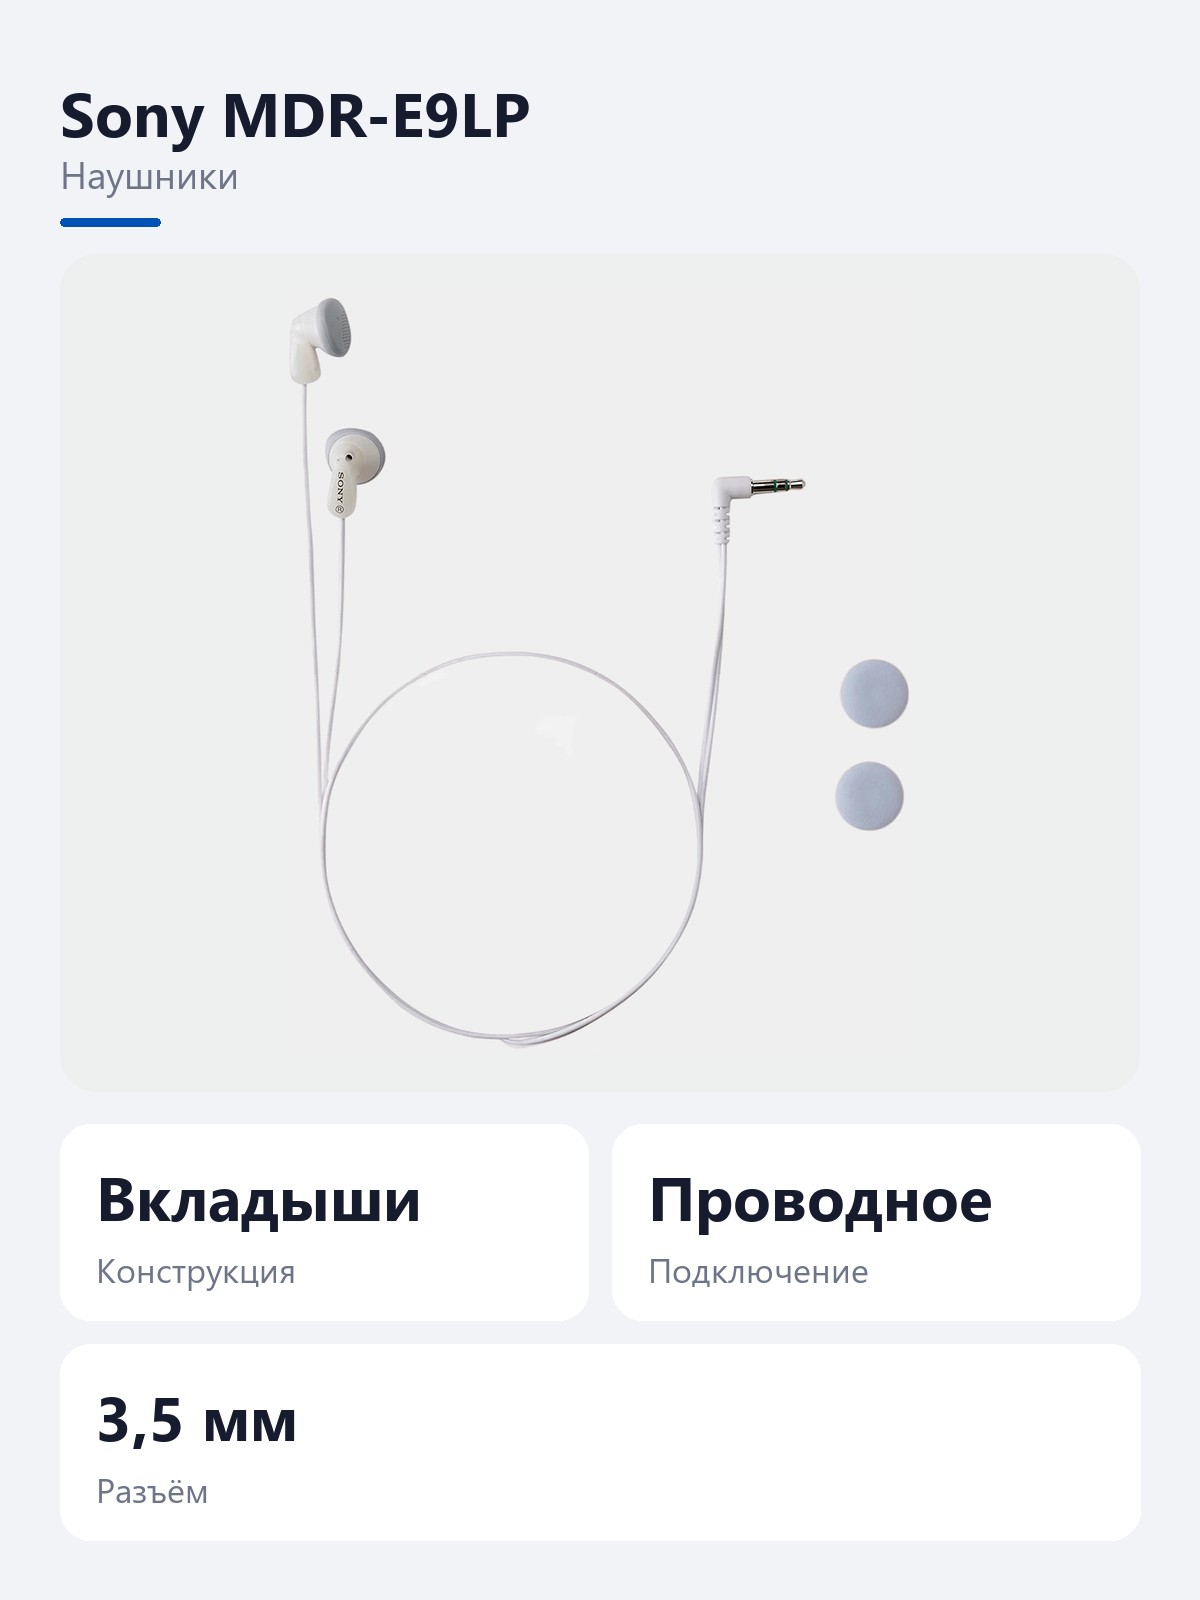 Sony MDR-E9LP
Наушники
SONY
Вкладыши
Конструкция
Проводное
Подключение
3,5 мм
Разъём